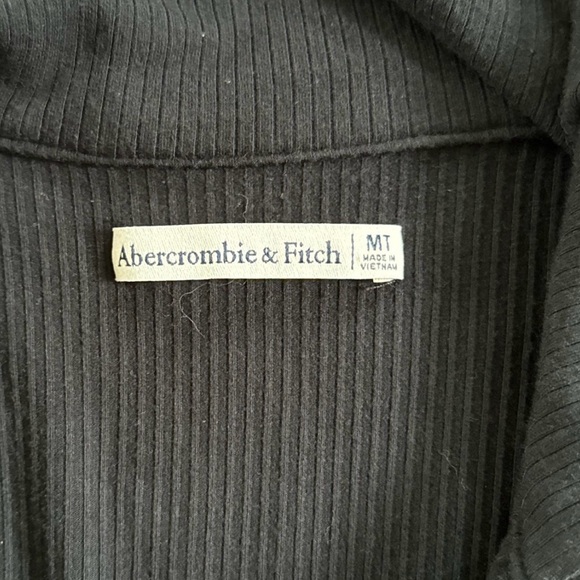 Abercrombie & Fitch
MT
MADE IN
VIETNAM